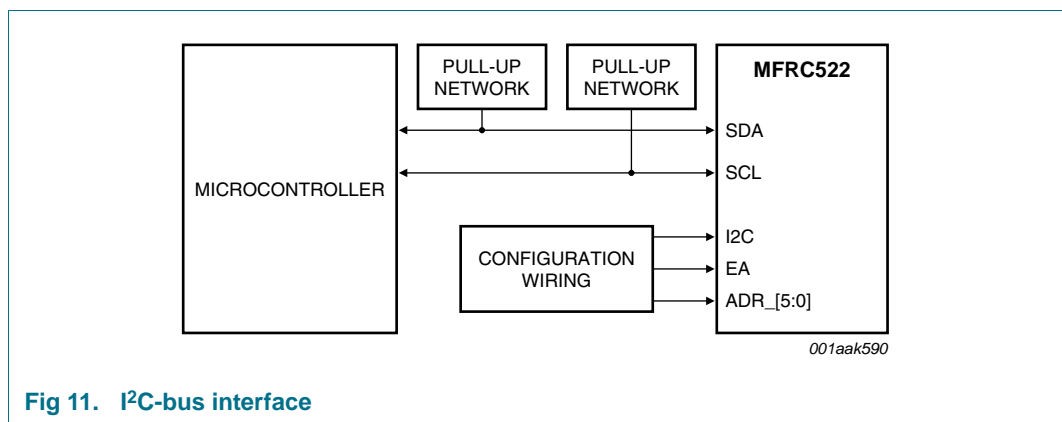 PULL-UP
NETWORK
PULL-UP
NETWORK
MFRC522
SDA
SCL
MICROCONTROLLER
I2C
EA
ADR_[5:0]
CONFIGURATION
WIRING
001aak590
Fig 11. I²C-bus interface